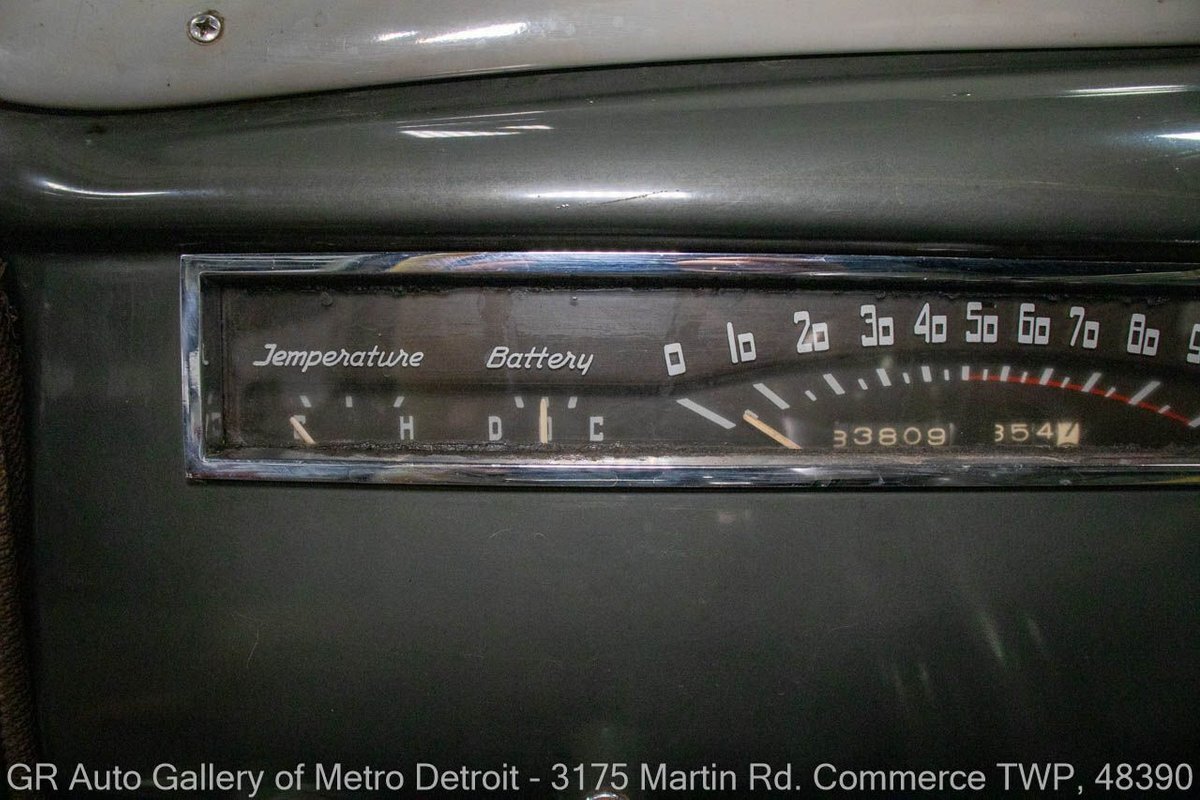 0 10 20 30 40 50 60 70 80
Temperature Battery
H D C
33809 354
GR Auto Gallery of Metro Detroit - 3175 Martin Rd. Commerce TWP, 48390